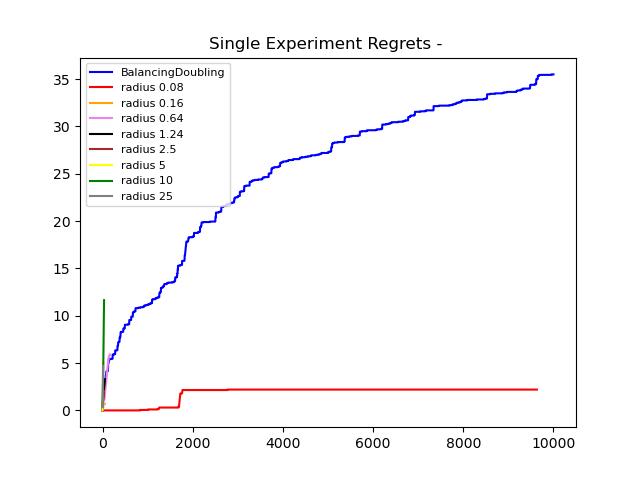 Single Experiment Regrets -
BalancingDoubling
radius 0.08
radius 0.16
radius 0.64
radius 1.24
radius 2.5
radius 5
radius 10
radius 25
35
30
25
20
15
10
5
0
0 2000 4000 6000 8000 10000